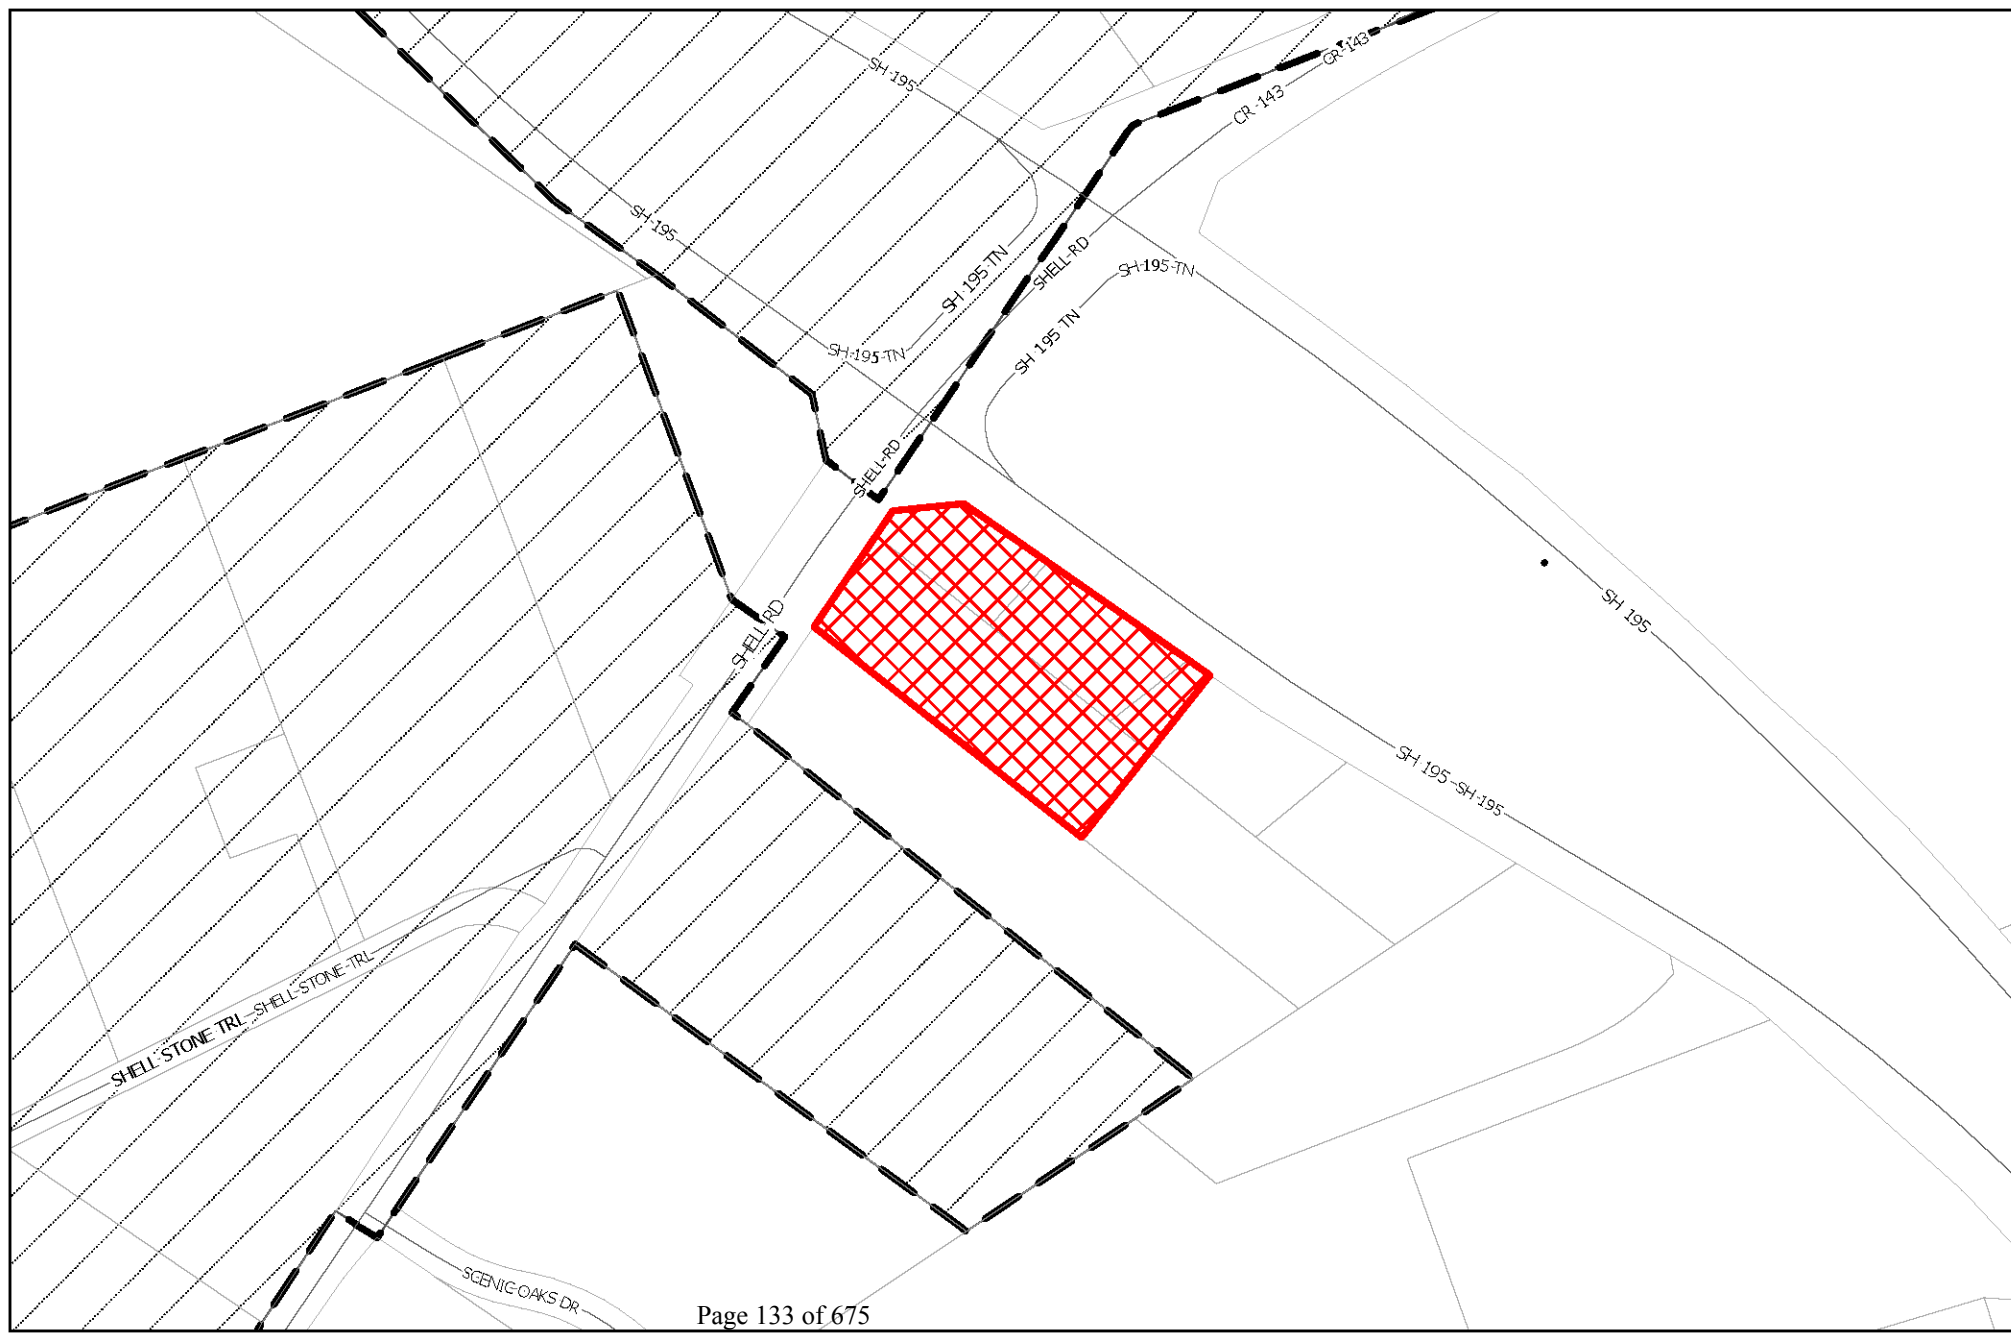 CR-143
SH-195
CR-143
SH-195
SHELL-RD
SH-195-TN
SH 195-TN
SH 195 TN
SH-195-TN
SHELL-RD
SH 195
SHELL RD
SH 195-SH-195
SHELL-STONE TRL-SHELL-STONE-TRL
SCENIC-OAKS DR
Page 133 of 675